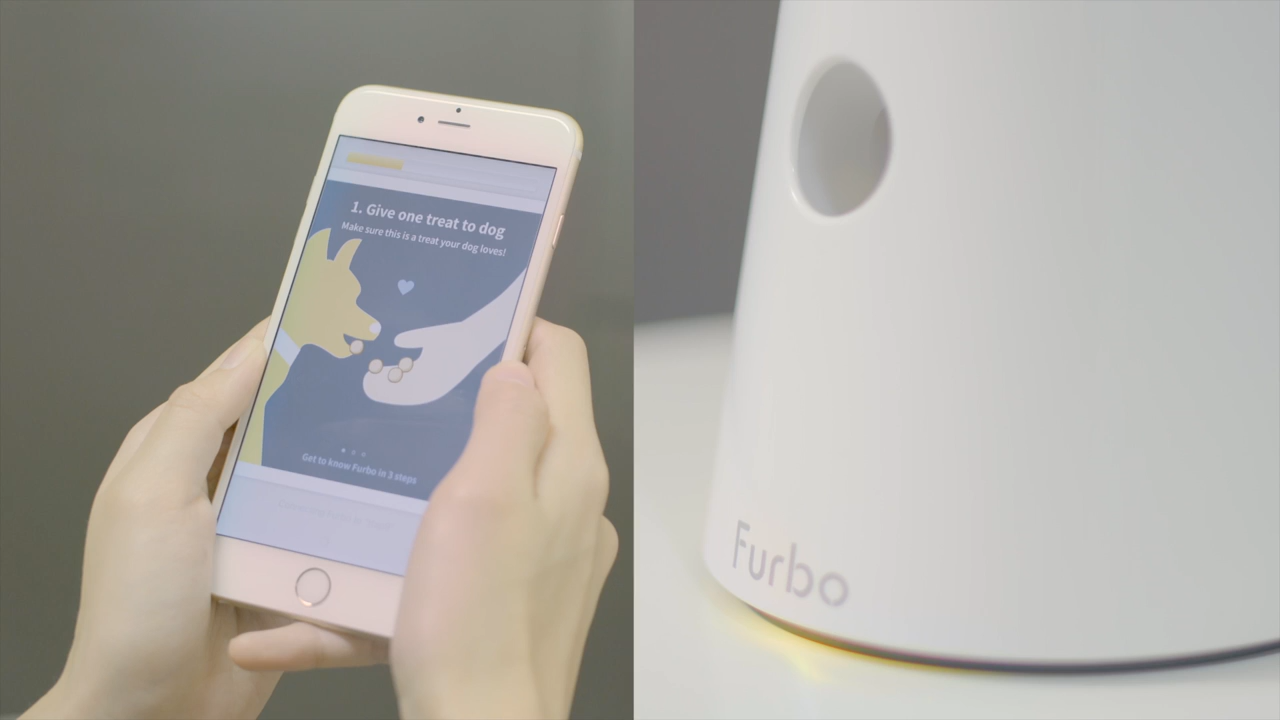 1. Give one treat to dog
Make sure this is a treat your dog loves!
Get to know Furbo in 3 steps
Furbo